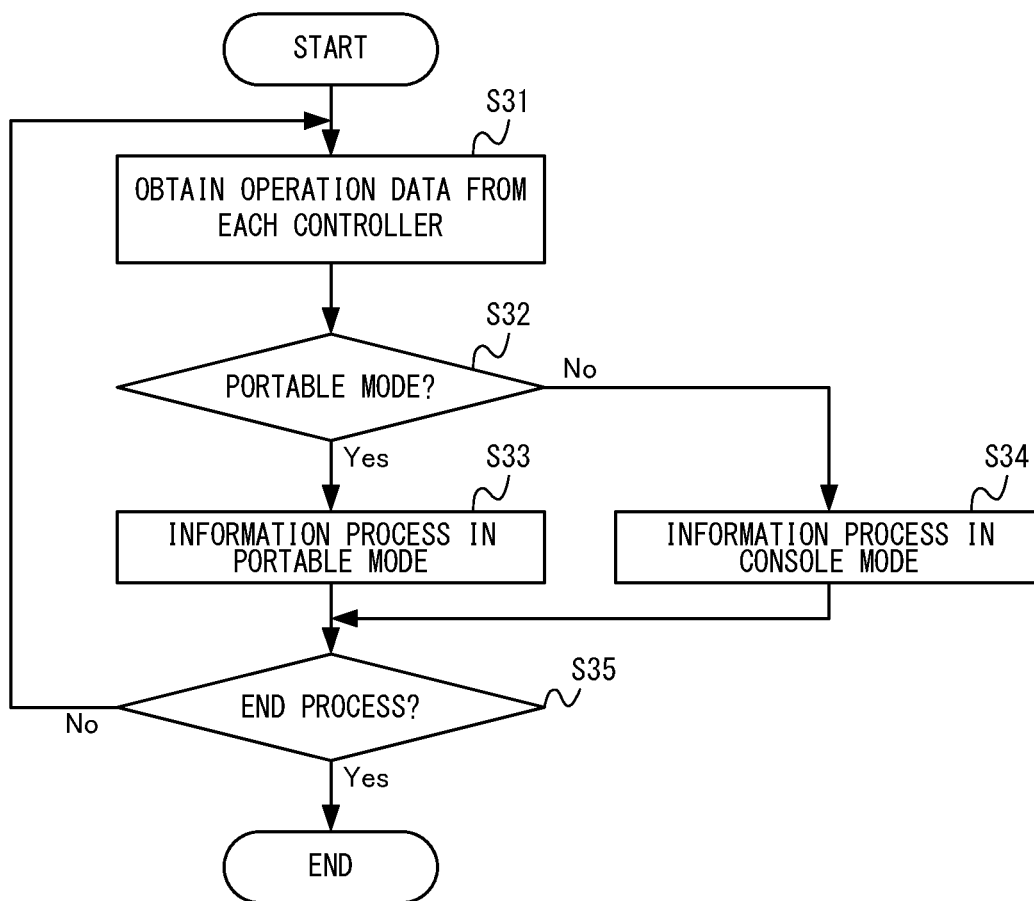 START
S31
OBTAIN OPERATION DATA FROM
EACH CONTROLLER
S32
PORTABLE MODE?
No
Yes
S33
INFORMATION PROCESS IN
PORTABLE MODE
S34
INFORMATION PROCESS IN
CONSOLE MODE
S35
END PROCESS?
No
Yes
END